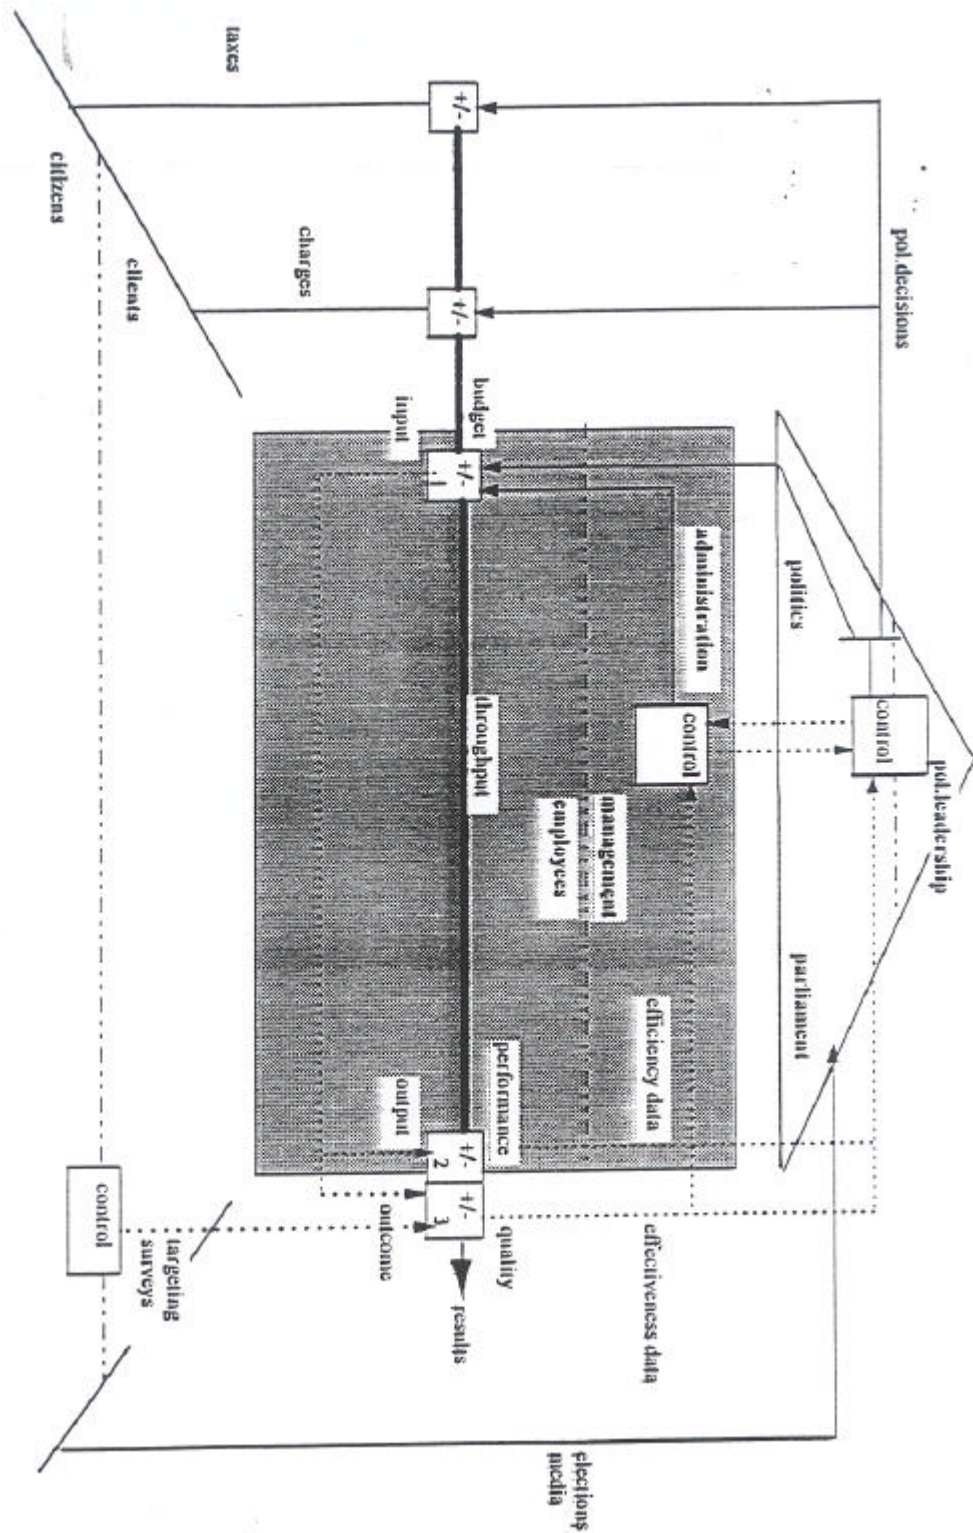 pol.leadership
control
pol.decisions
politics
parliament
control
administration
management
employees
efficiency data
effectiveness data
elections
media
budget
input
throughput
performance
output
quality
outcome
results
+/-
+/-
+/-
1
+/-
2
+/-
3
taxes
charges
citizens
clients
control
targeting
surveys